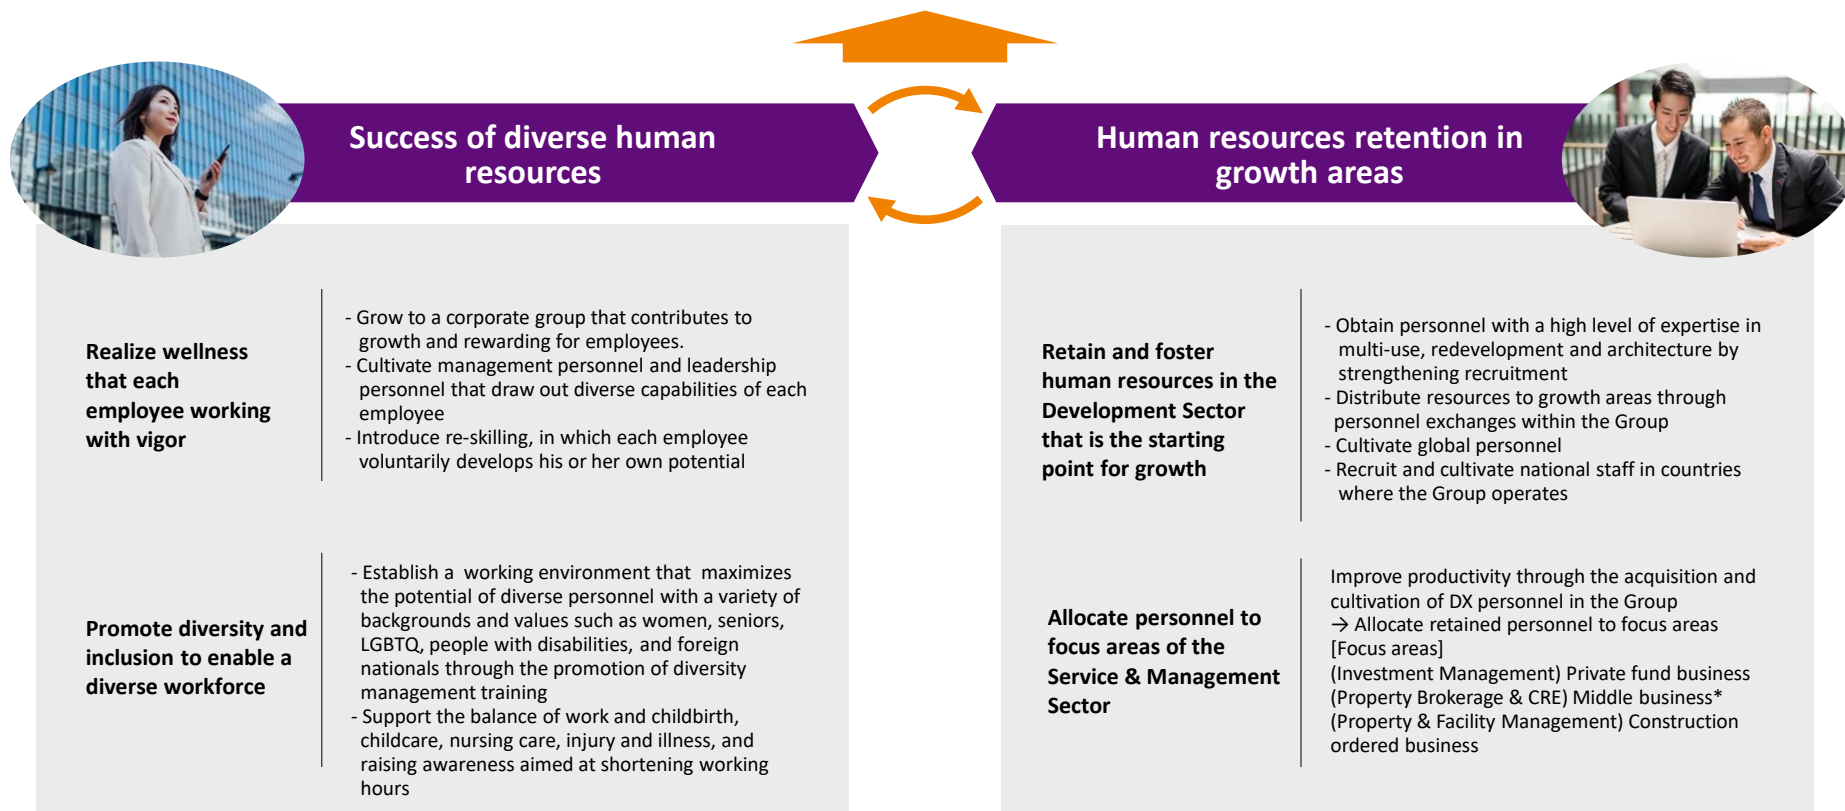 Success of diverse human
resources
Realize wellness
that each
employee working
with vigor
- Grow to a corporate group that contributes to
growth and rewarding for employees.
- Cultivate management personnel and leadership
personnel that draw out diverse capabilities of each
employee
- Introduce re-skilling, in which each employee
voluntarily develops his or her own potential
Promote diversity and
inclusion to enable a
diverse workforce
- Establish a working environment that maximizes
the potential of diverse personnel with a variety of
backgrounds and values such as women, seniors,
LGBTQ, people with disabilities, and foreign
nationals through the promotion of diversity
management training
- Support the balance of work and childbirth,
childcare, nursing care, injury and illness, and
raising awareness aimed at shortening working
hours
Human resources retention in
growth areas
Retain and foster
human resources in the
Development Sector
that is the starting
point for growth
- Obtain personnel with a high level of expertise in
multi-use, redevelopment and architecture by
strengthening recruitment
- Distribute resources to growth areas through
personnel exchanges within the Group
- Cultivate global personnel
- Recruit and cultivate national staff in countries
where the Group operates
Allocate personnel to
focus areas of the
Service & Management
Sector
Improve productivity through the acquisition and
cultivation of DX personnel in the Group
→ Allocate retained personnel to focus areas
[Focus areas]
(Investment Management) Private fund business
(Property Brokerage & CRE) Middle business*
(Property & Facility Management) Construction
ordered business